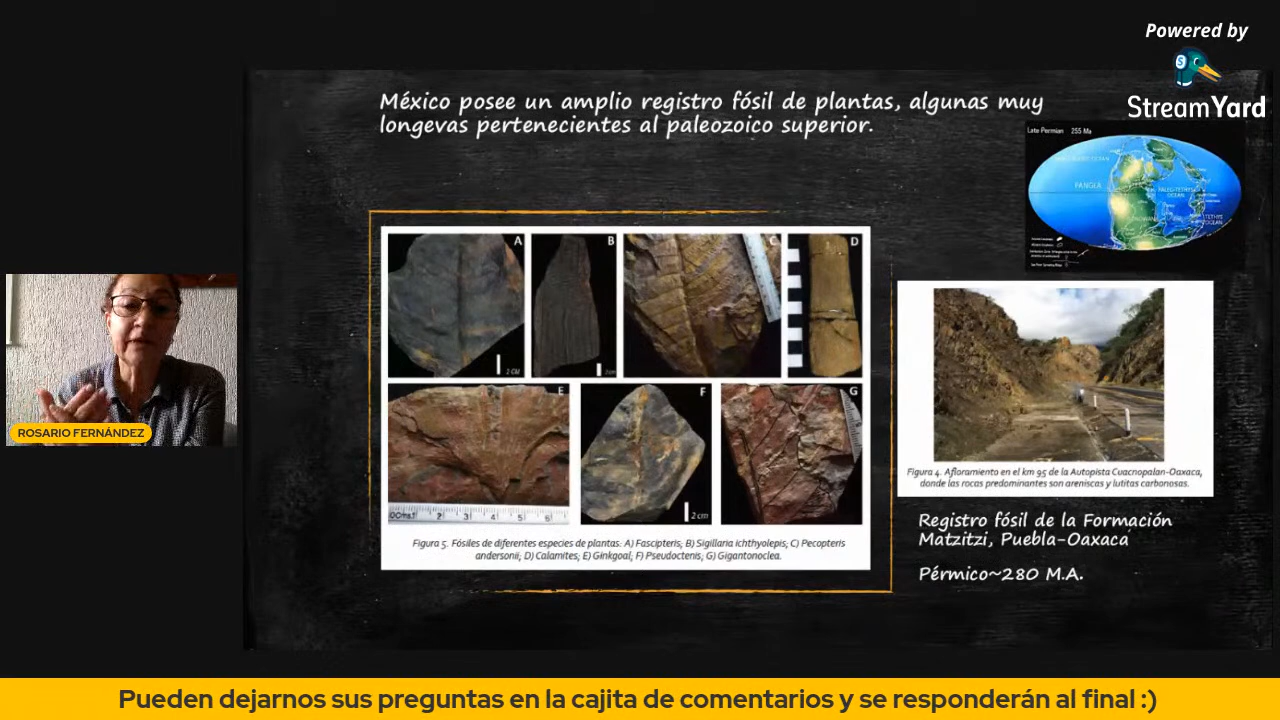 Powered by
StreamYard
México posee un amplio registro fósil de plantas, algunas muy
longevas pertenecientes al paleozoico superior.
Late Permian 255 Ma
PANGEA
A
B
C
D
2 cm
E
F
G
2 cm
Figura 5. Fósiles de diferentes especies de plantas. A) Fascipteris; B) Sigillaria ichthyolepis; C) Pecopteris
andersonii; D) Calamites; E) Ginkgoal; F) Pseudoctenis; G) Gigantonoclea.
Figura 4. Afloramiento en el km 95 de la Autopista Cuacnopalan-Oaxaca,
donde las rocas predominantes son areniscas y lutitas carbonosas.
Registro fósil de la Formación
Matzitzi, Puebla-Oaxaca
Pérmico~280 M.A.
ROSARIO FERNÁNDEZ
Pueden dejarnos sus preguntas en la cajita de comentarios y se responderán al final :)